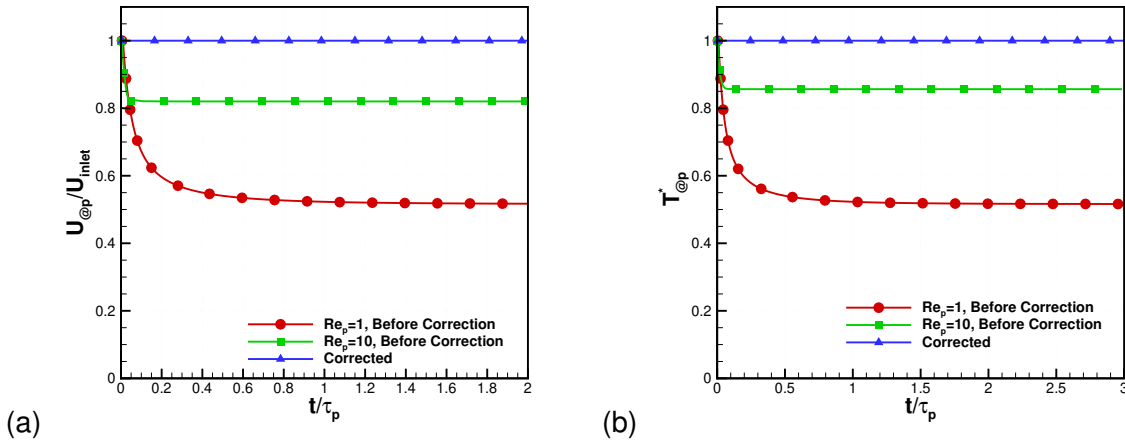 U@p/Uinlet
1
0.8
0.6
0.4
0.2
0
Rep=1, Before Correction
Rep=10, Before Correction
Corrected
0 0.2 0.4 0.6 0.8 1 1.2 1.4 1.6 1.8 2
t/τp
(a)
T*@p
1
0.8
0.6
0.4
0.2
0
Rep=1, Before Correction
Rep=10, Before Correction
Corrected
0 0.5 1 1.5 2 2.5 3
t/τp
(b)